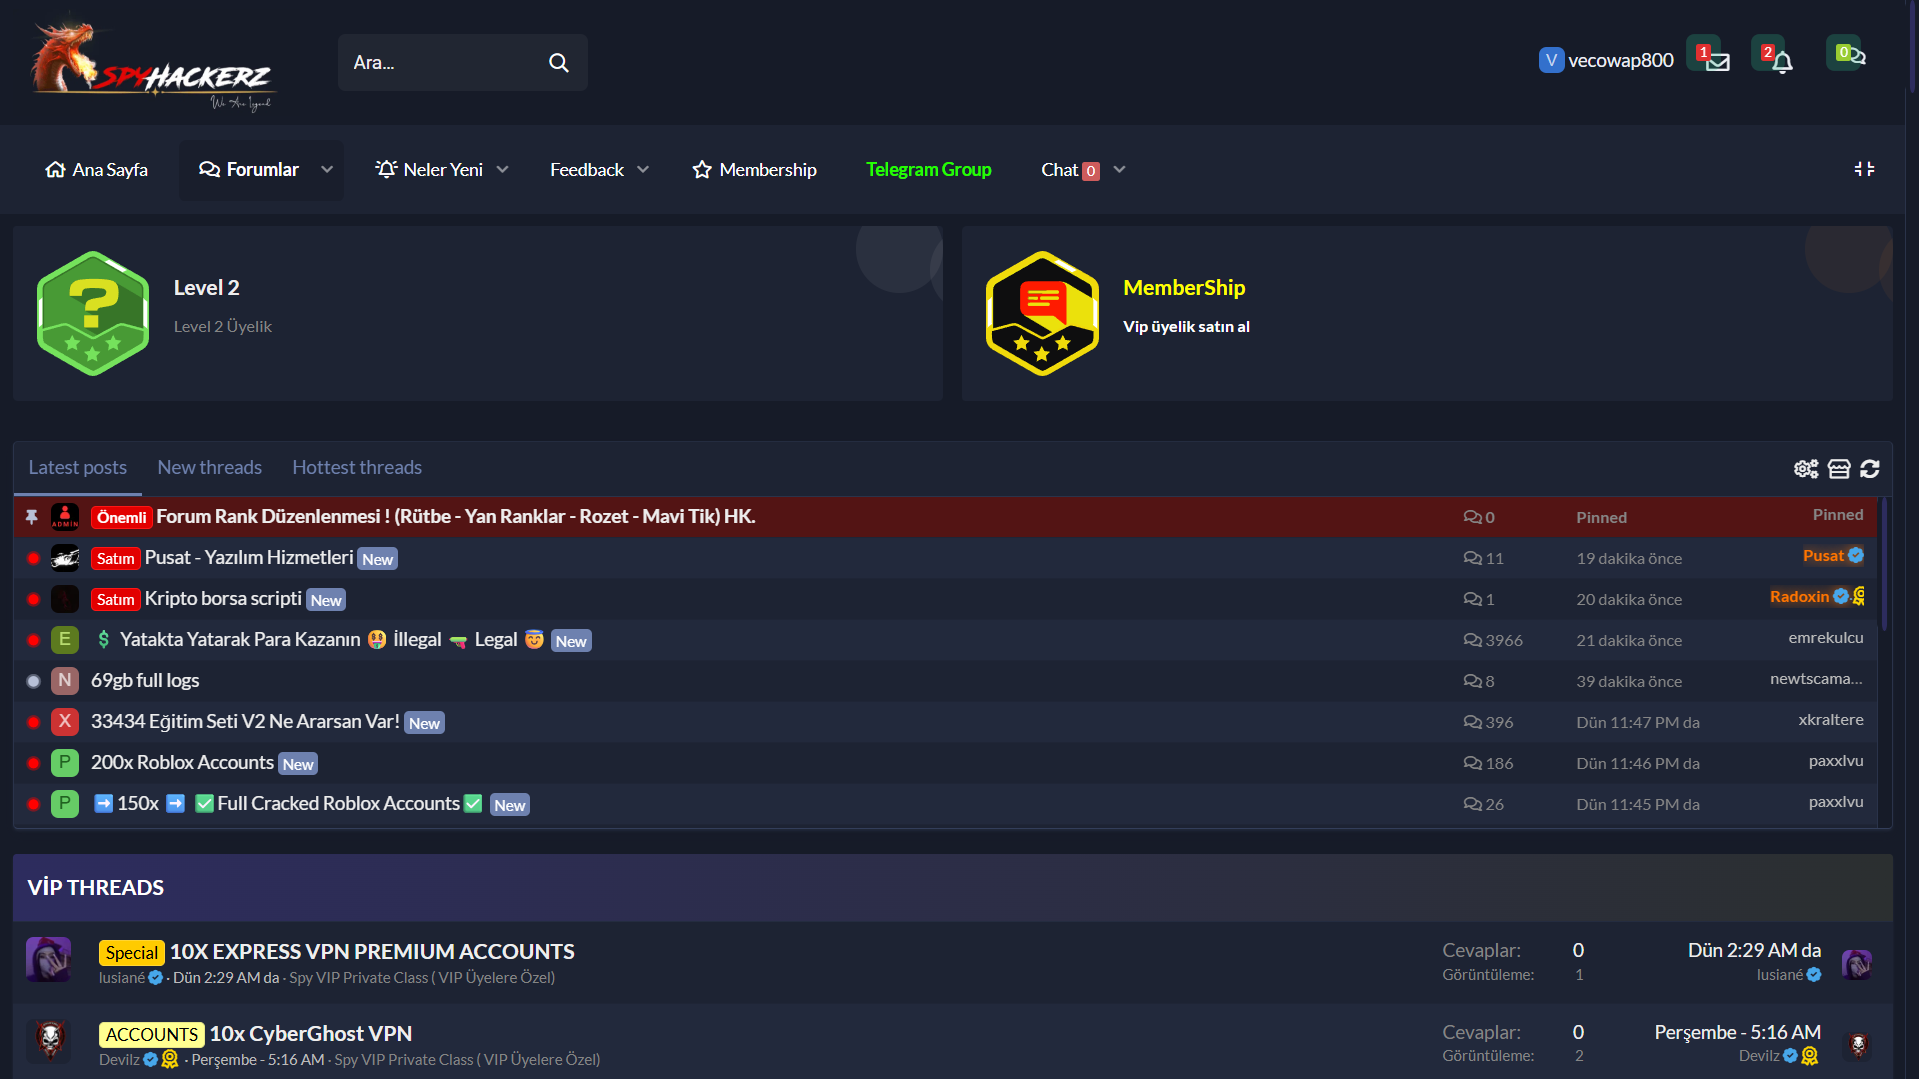 SPYHACKERZ
We Are legend
Ara...
V vecowap800 1 2 0
Ana Sayfa Forumlar Neler Yeni Feedback Membership Telegram Group Chat 0
Level 2
Level 2 Üyelik
MemberShip
Vip üyelik satın al
Latest posts New threads Hottest threads
ADMIN Önemli Forum Rank Düzenlenmesi ! (Rütbe - Yan Ranklar - Rozet - Mavi Tik) HK. 0 Pinned Pinned
Satım Pusat - Yazılım Hizmetleri New 11 19 dakika önce Pusat
Satım Kripto borsa scripti New 1 20 dakika önce Radoxin
E 💲 Yatakta Yatarak Para Kazanın 🤑 İllegal 🔫 Legal 😇 New 3966 21 dakika önce emrekulcu
N 69gb full logs 8 39 dakika önce newtscama...
X 33434 Eğitim Seti V2 Ne Ararsan Var! New 396 Dün 11:47 PM da xkraltere
P 200x Roblox Accounts New 186 Dün 11:46 PM da paxxlvu
P ➡️ 150x ➡️ ✅ Full Cracked Roblox Accounts ✅ New 26 Dün 11:45 PM da paxxlvu
VİP THREADS
Special 10X EXPRESS VPN PREMIUM ACCOUNTS Cevaplar: 0 Dün 2:29 AM da
lusiané · Dün 2:29 AM da · Spy VIP Private Class ( VIP Üyelere Özel) Görüntüleme: 1 lusiané
ACCOUNTS 10x CyberGhost VPN Cevaplar: 0 Perşembe - 5:16 AM
Devilz · Perşembe - 5:16 AM · Spy VIP Private Class ( VIP Üyelere Özel) Görüntüleme: 2 Devilz